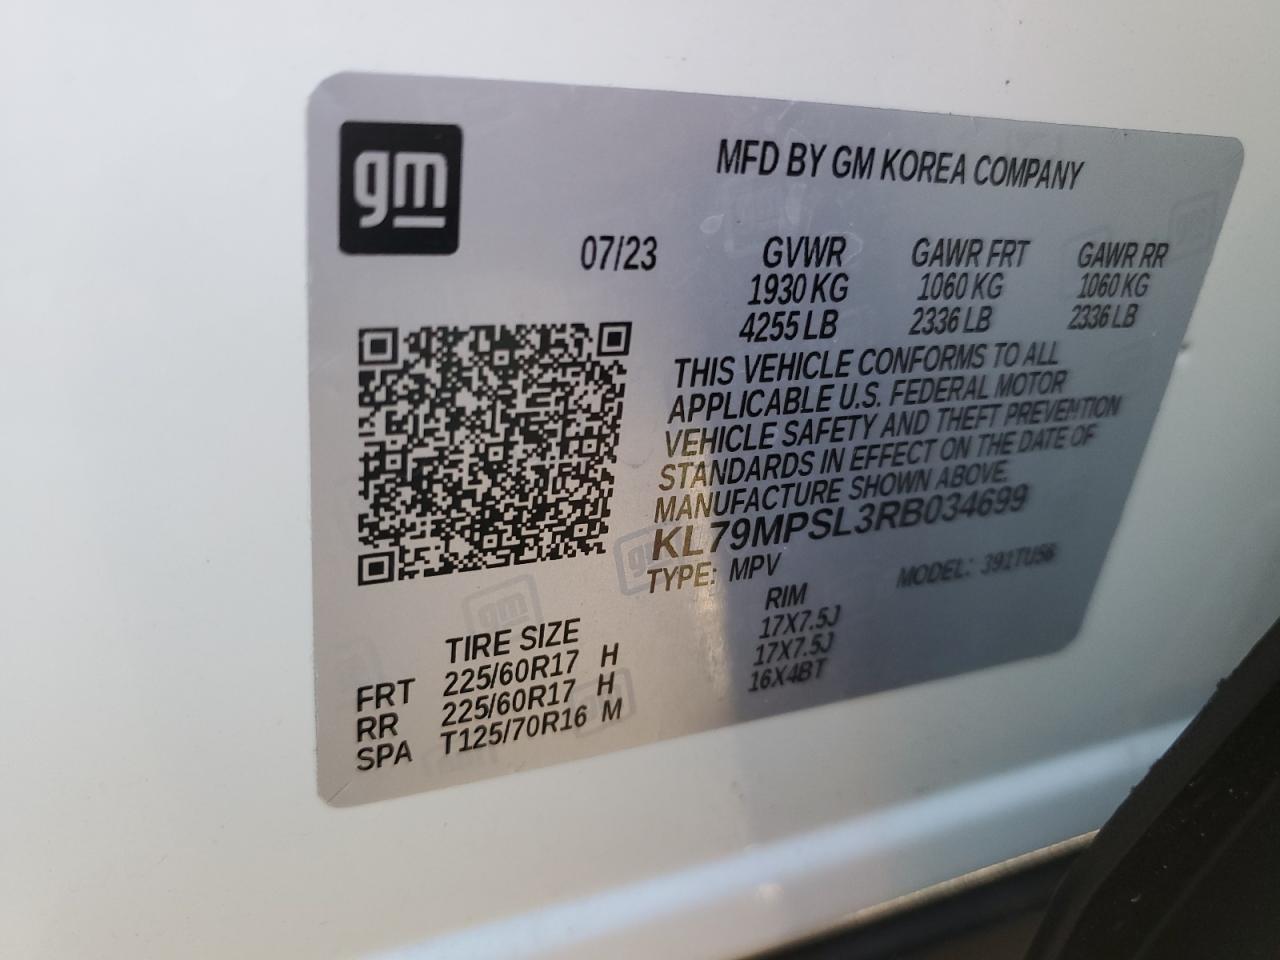 gm
MFD BY GM KOREA COMPANY
07/23 GVWR GAWR FRT GAWR RR
1930 KG 1060 KG 1060 KG
4255 LB 2336 LB 2336 LB
THIS VEHICLE CONFORMS TO ALL
APPLICABLE U.S. FEDERAL MOTOR
VEHICLE SAFETY AND THEFT PREVENTION
STANDARDS IN EFFECT ON THE DATE OF
MANUFACTURE SHOWN ABOVE.
KL79MPSL3RB034699
TYPE: MPV MODEL: 391TU56
TIRE SIZE RIM
FRT 225/60R17 H 17X7.5J
RR 225/60R17 H 17X7.5J
SPA T125/70R16 M 16X4BT